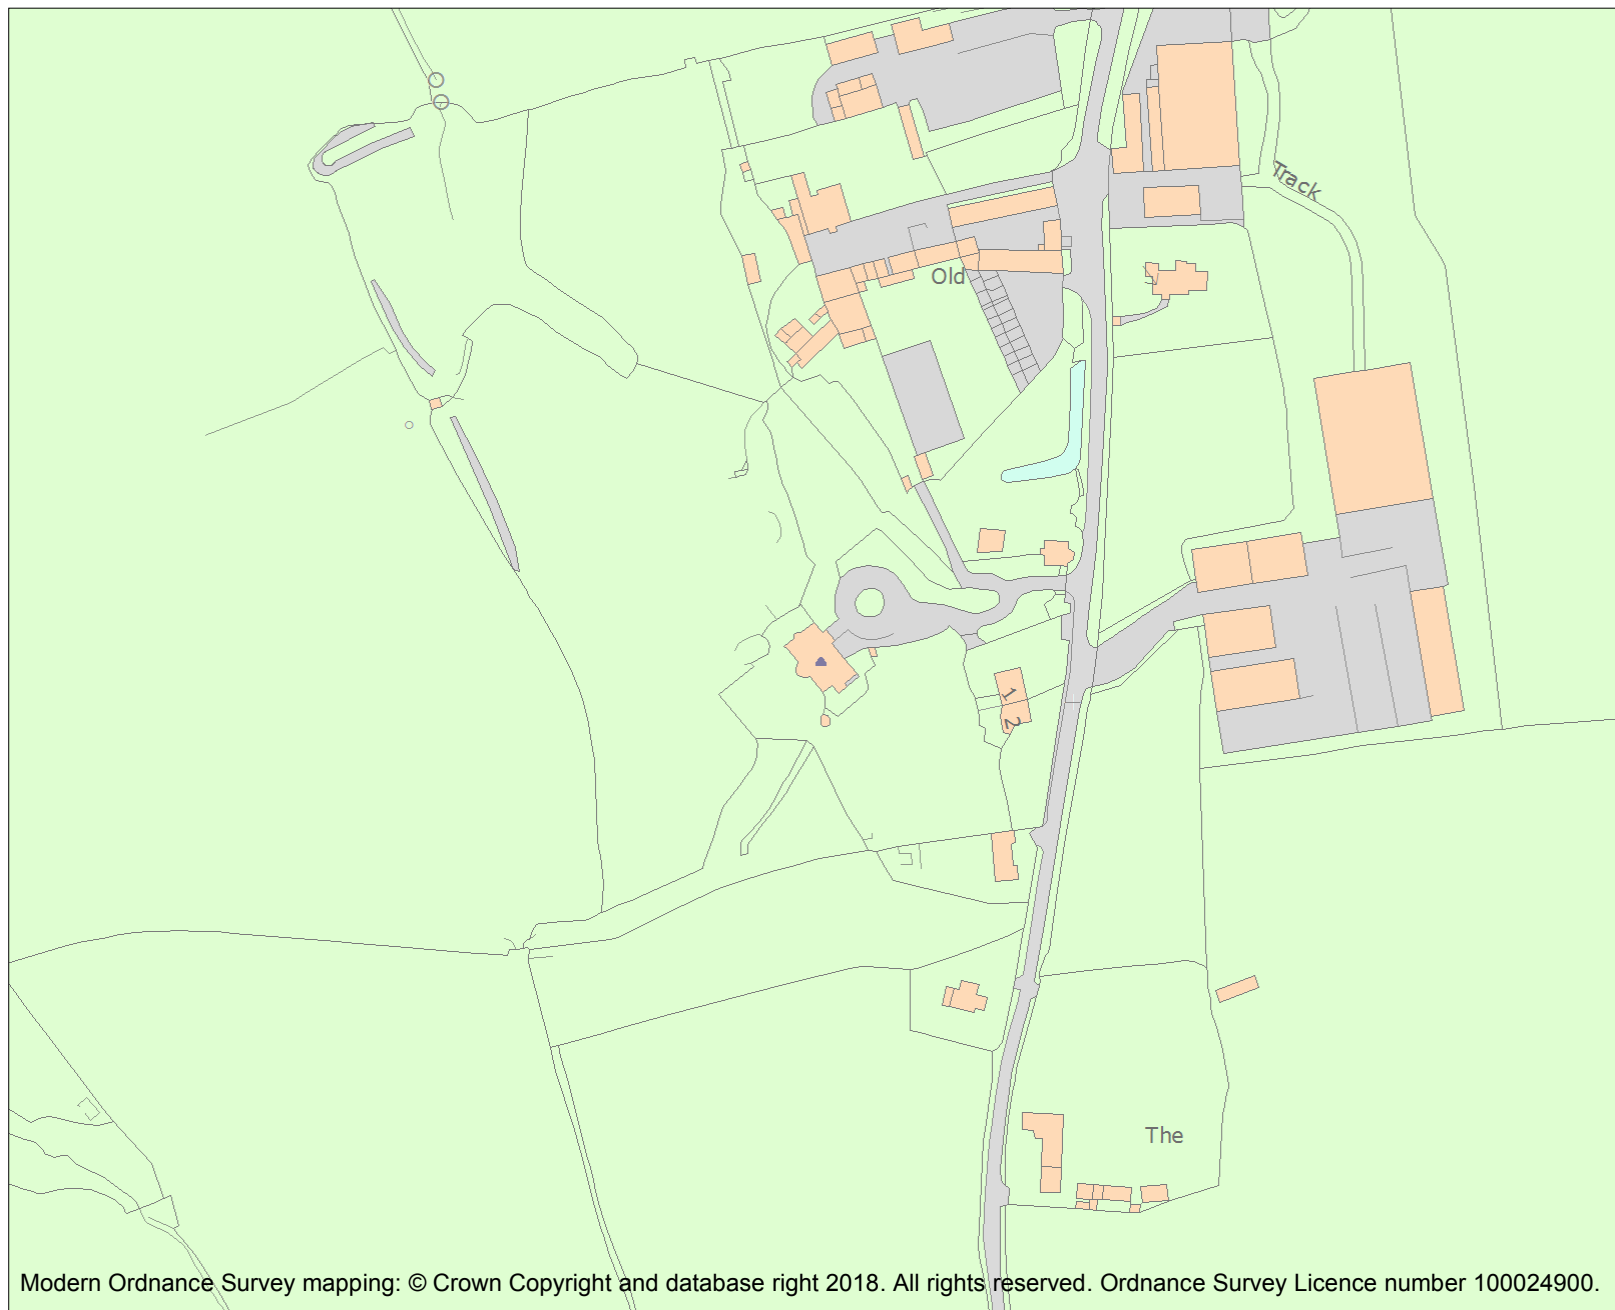 Track
Old
1
2
The
Modern Ordnance Survey mapping: © Crown Copyright and database right 2018. All rights reserved. Ordnance Survey Licence number 100024900.